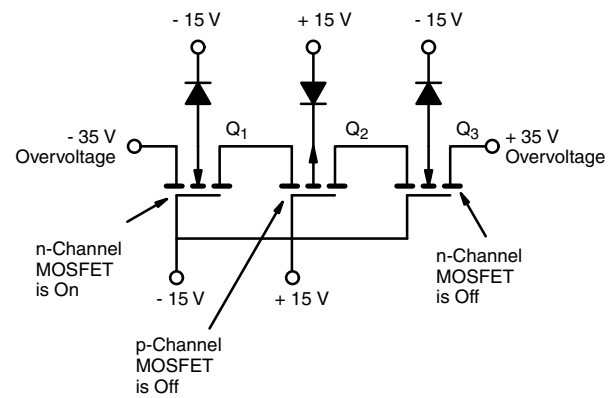 - 15 V
+ 15 V
- 15 V
- 35 V
Overvoltage
Q1
Q2
Q3
+ 35 V
Overvoltage
n-Channel
MOSFET
is On
- 15 V
+ 15 V
n-Channel
MOSFET
is Off
p-Channel
MOSFET
is Off